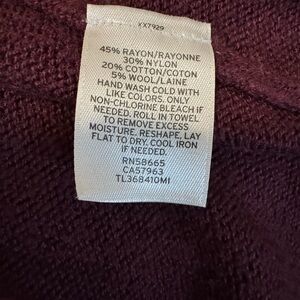 XX7929
45% RAYON/RAYONNE
30% NYLON
20% COTTON/COTON
5% WOOL/LAINE
HAND WASH COLD WITH
LIKE COLORS. ONLY
NON-CHLORINE BLEACH IF
NEEDED. ROLL IN TOWEL
TO REMOVE EXCESS
MOISTURE. RESHAPE, LAY
FLAT TO DRY. COOL IRON
IF NEEDED.
RN58665
CA57963
TL368410MI